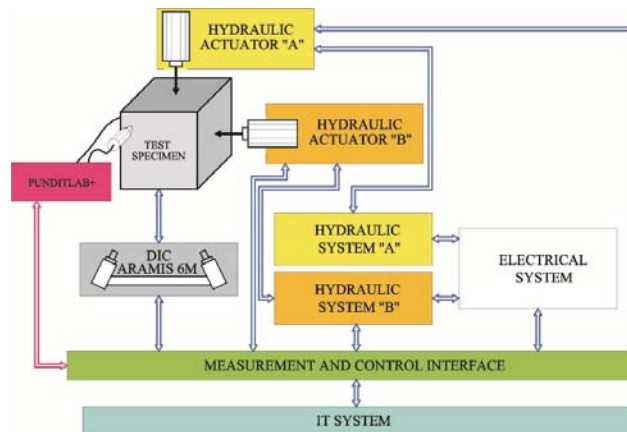 HYDRAULIC
ACTUATOR "A"
TEST
SPECIMEN
HYDRAULIC
ACTUATOR "B"
PUNDITLAB+
HYDRAULIC
SYSTEM "A"
ELECTRICAL
SYSTEM
DIC
ARAMIS 6M
HYDRAULIC
SYSTEM "B"
MEASUREMENT AND CONTROL INTERFACE
IT SYSTEM